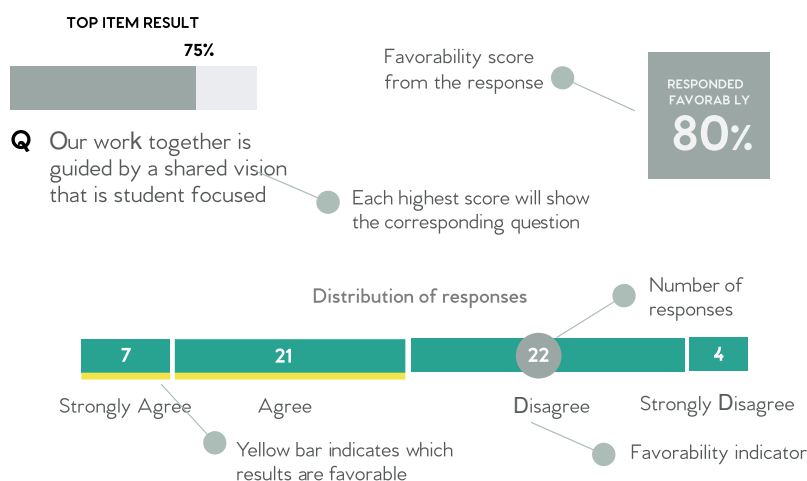 TOP ITEM RESULT
75%
Q Our work together is
guided by a shared vision
that is student focused
Favorability score
from the response
RESPONDED
FAVORAB LY
80%
Each highest score will show
the corresponding question
Distribution of responses
Number of
responses
7 21 22 4
Strongly Agree Agree Disagree Strongly Disagree
Yellow bar indicates which
results are favorable
Favorability indicator